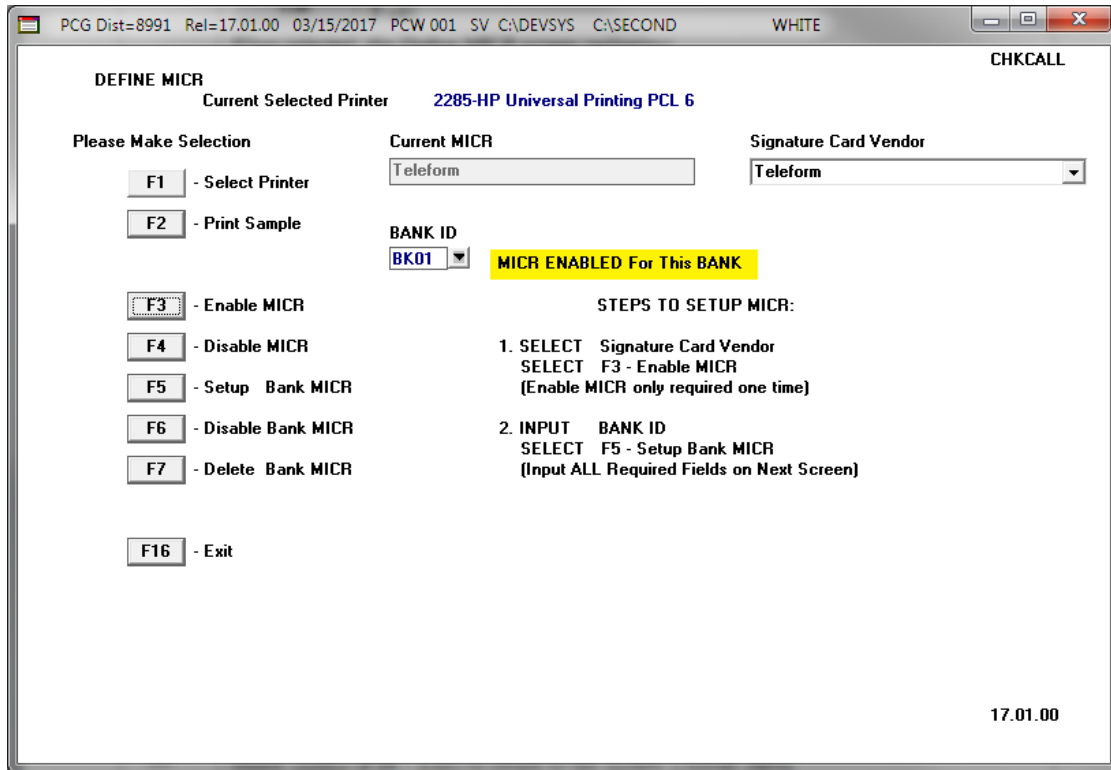 PCG Dist=8991 Rel=17.01.00 03/15/2017 PCW 001 SV C:\DEVSYS C:\SECOND WHITE
CHKCALL
DEFINE MICR
Current Selected Printer 2285-HP Universal Printing PCL 6
Please Make Selection Current MICR Signature Card Vendor
F1 - Select Printer Teleform Teleform
F2 - Print Sample
BANK ID
BK01 MICR ENABLED For This BANK
F3 - Enable MICR STEPS TO SETUP MICR:
F4 - Disable MICR 1. SELECT Signature Card Vendor
SELECT F3 - Enable MICR
F5 - Setup Bank MICR (Enable MICR only required one time)
F6 - Disable Bank MICR 2. INPUT BANK ID
SELECT F5 - Setup Bank MICR
F7 - Delete Bank MICR (Input ALL Required Fields on Next Screen)
F16 - Exit
17.01.00